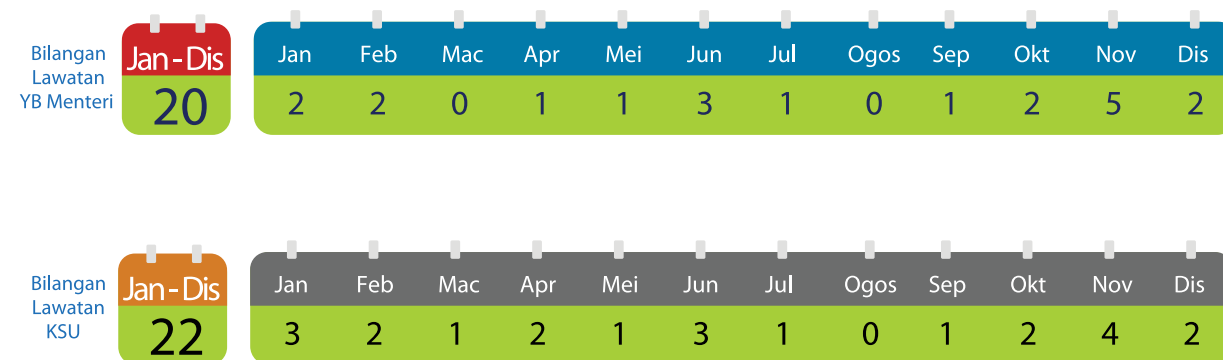 Bilangan
Lawatan
YB Menteri
Jan - Dis
20
Jan Feb Mac Apr Mei Jun Jul Ogos Sep Okt Nov Dis
2 2 0 1 1 3 1 0 1 2 5 2
Bilangan
Lawatan
KSU
Jan - Dis
22
Jan Feb Mac Apr Mei Jun Jul Ogos Sep Okt Nov Dis
3 2 1 2 1 3 1 0 1 2 4 2